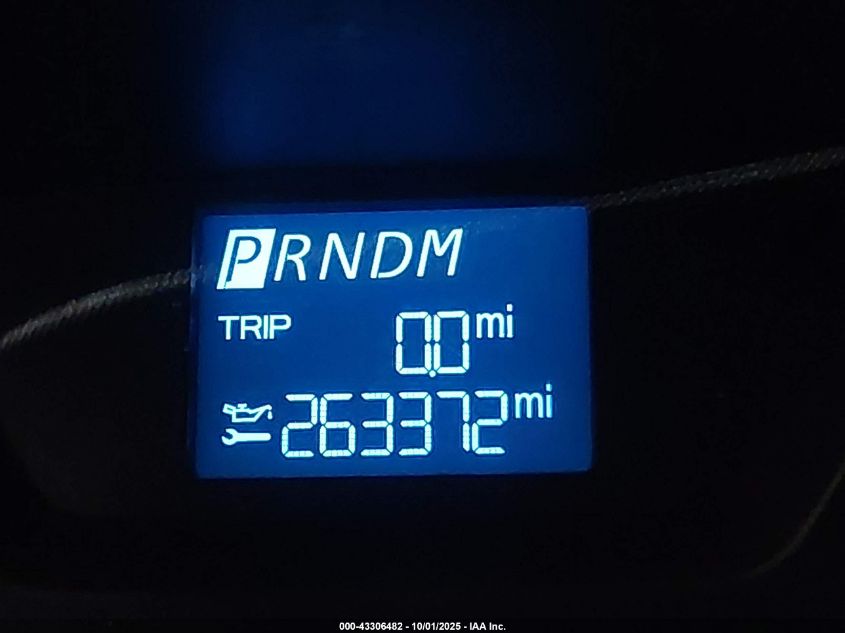 PRNDM
TRIP 0.0 mi
263372 mi
000-43306482 - 10/01/2025 - IAA Inc.